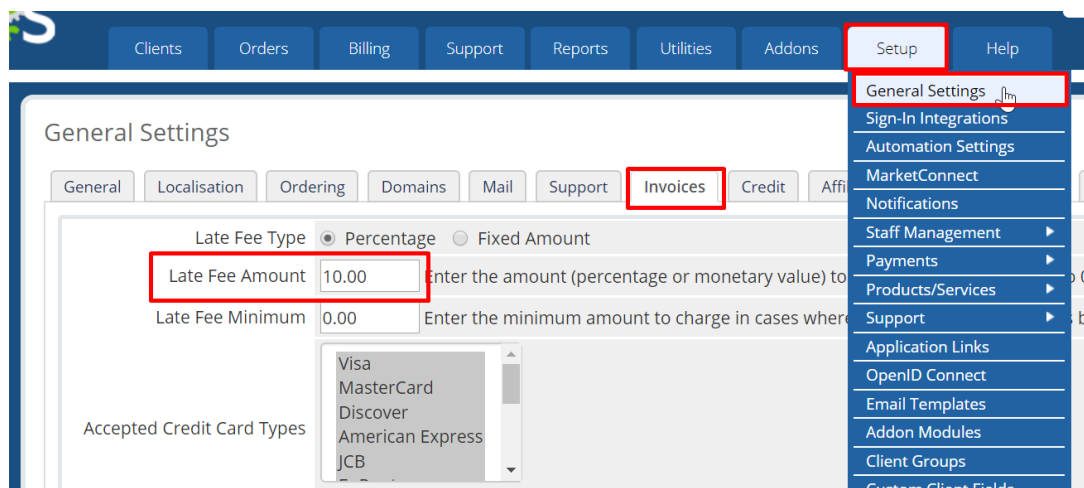 S
Clients Orders Billing Support Reports Utilities Addons Setup Help
General Settings
Sign-In Integrations
Automation Settings
MarketConnect
Notifications
Staff Management
Payments
Products/Services
Support
Application Links
OpenID Connect
Email Templates
Addon Modules
Client Groups
Custom Client Fields
General Settings
General Localisation Ordering Domains Mail Support Invoices Credit Affi
Late Fee Type Percentage Fixed Amount
Late Fee Amount 10.00 Enter the amount (percentage or monetary value) to
Late Fee Minimum 0.00 Enter the minimum amount to charge in cases where
Accepted Credit Card Types
Visa
MasterCard
Discover
American Express
JCB